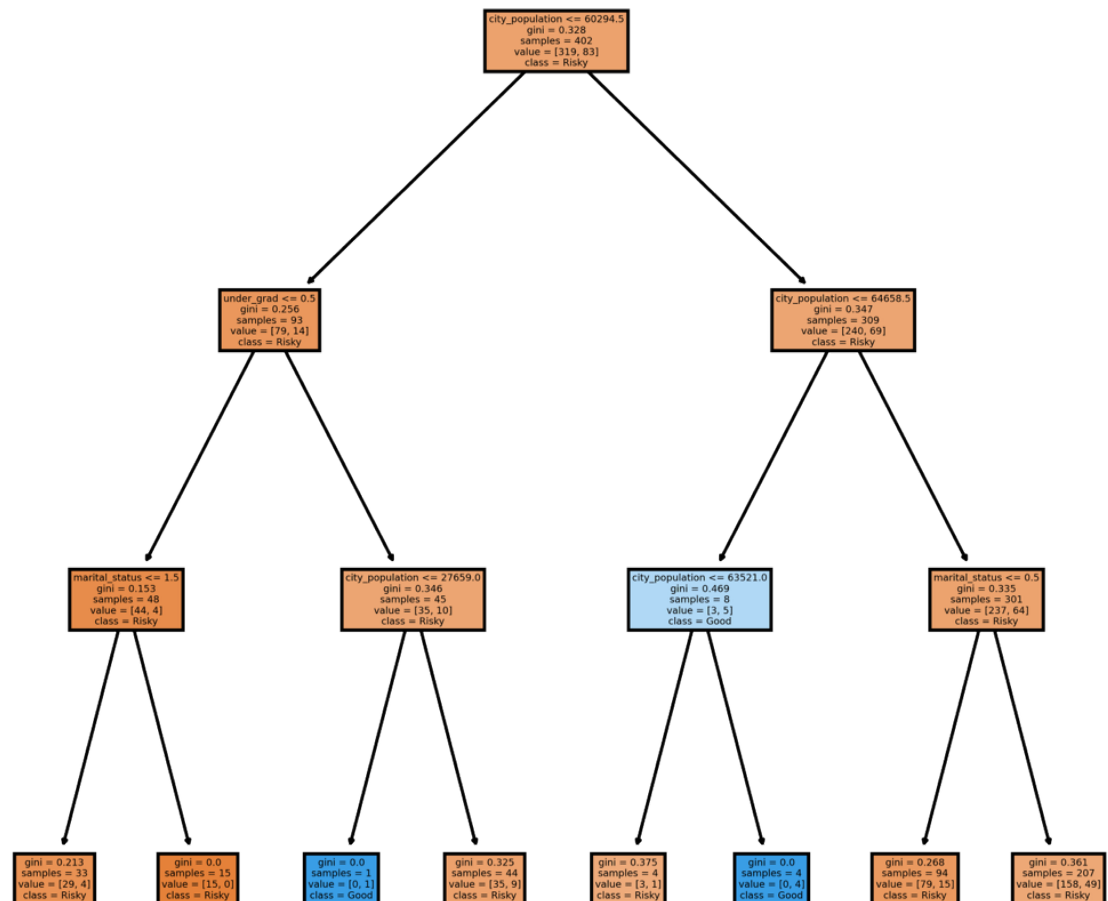 city_population <= 60294.5
gini = 0.328
samples = 402
value = [319, 83]
class = Risky
under_grad <= 0.5
gini = 0.256
samples = 93
value = [79, 14]
class = Risky
city_population <= 64658.5
gini = 0.347
samples = 309
value = [240, 69]
class = Risky
marital_status <= 1.5
gini = 0.153
samples = 48
value = [44, 4]
class = Risky
city_population <= 27659.0
gini = 0.346
samples = 45
value = [35, 10]
class = Risky
city_population <= 63521.0
gini = 0.469
samples = 8
value = [3, 5]
class = Good
marital_status <= 0.5
gini = 0.335
samples = 301
value = [237, 64]
class = Risky
gini = 0.213
samples = 33
value = [29, 4]
class = Risky
gini = 0.0
samples = 15
value = [15, 0]
class = Risky
gini = 0.0
samples = 1
value = [0, 1]
class = Good
gini = 0.325
samples = 44
value = [35, 9]
class = Risky
gini = 0.375
samples = 4
value = [3, 1]
class = Risky
gini = 0.0
samples = 4
value = [0, 4]
class = Good
gini = 0.268
samples = 94
value = [79, 15]
class = Risky
gini = 0.361
samples = 207
value = [158, 49]
class = Risky